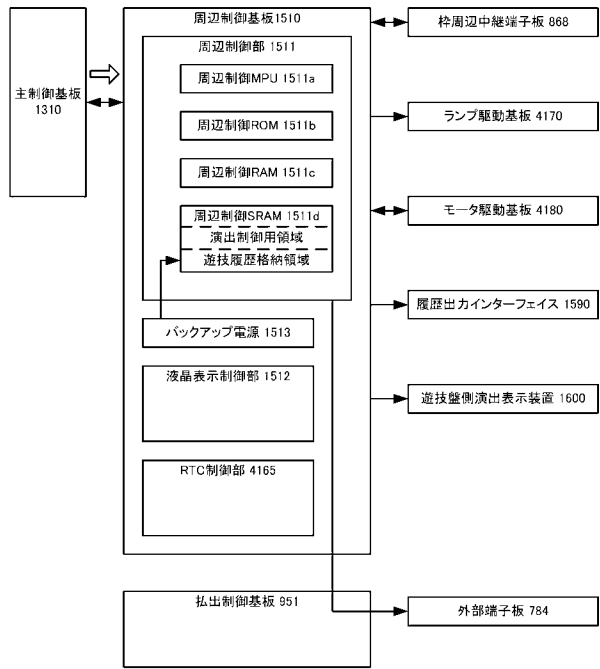 周辺制御基板1510
周辺制御部 1511
周辺制御MPU 1511a
周辺制御ROM 1511b
周辺制御RAM 1511c
周辺制御SRAM 1511d
演出制御用領域
遊技履歴格納領域
バックアップ電源 1513
液晶表示制御部 1512
RTC制御部 4165
払出制御基板 951
主制御基板
1310
枠周辺中継端子板 868
ランプ駆動基板 4170
モータ駆動基板 4180
履歴出力インターフェイス 1590
遊技盤側演出表示装置 1600
外部端子板 784